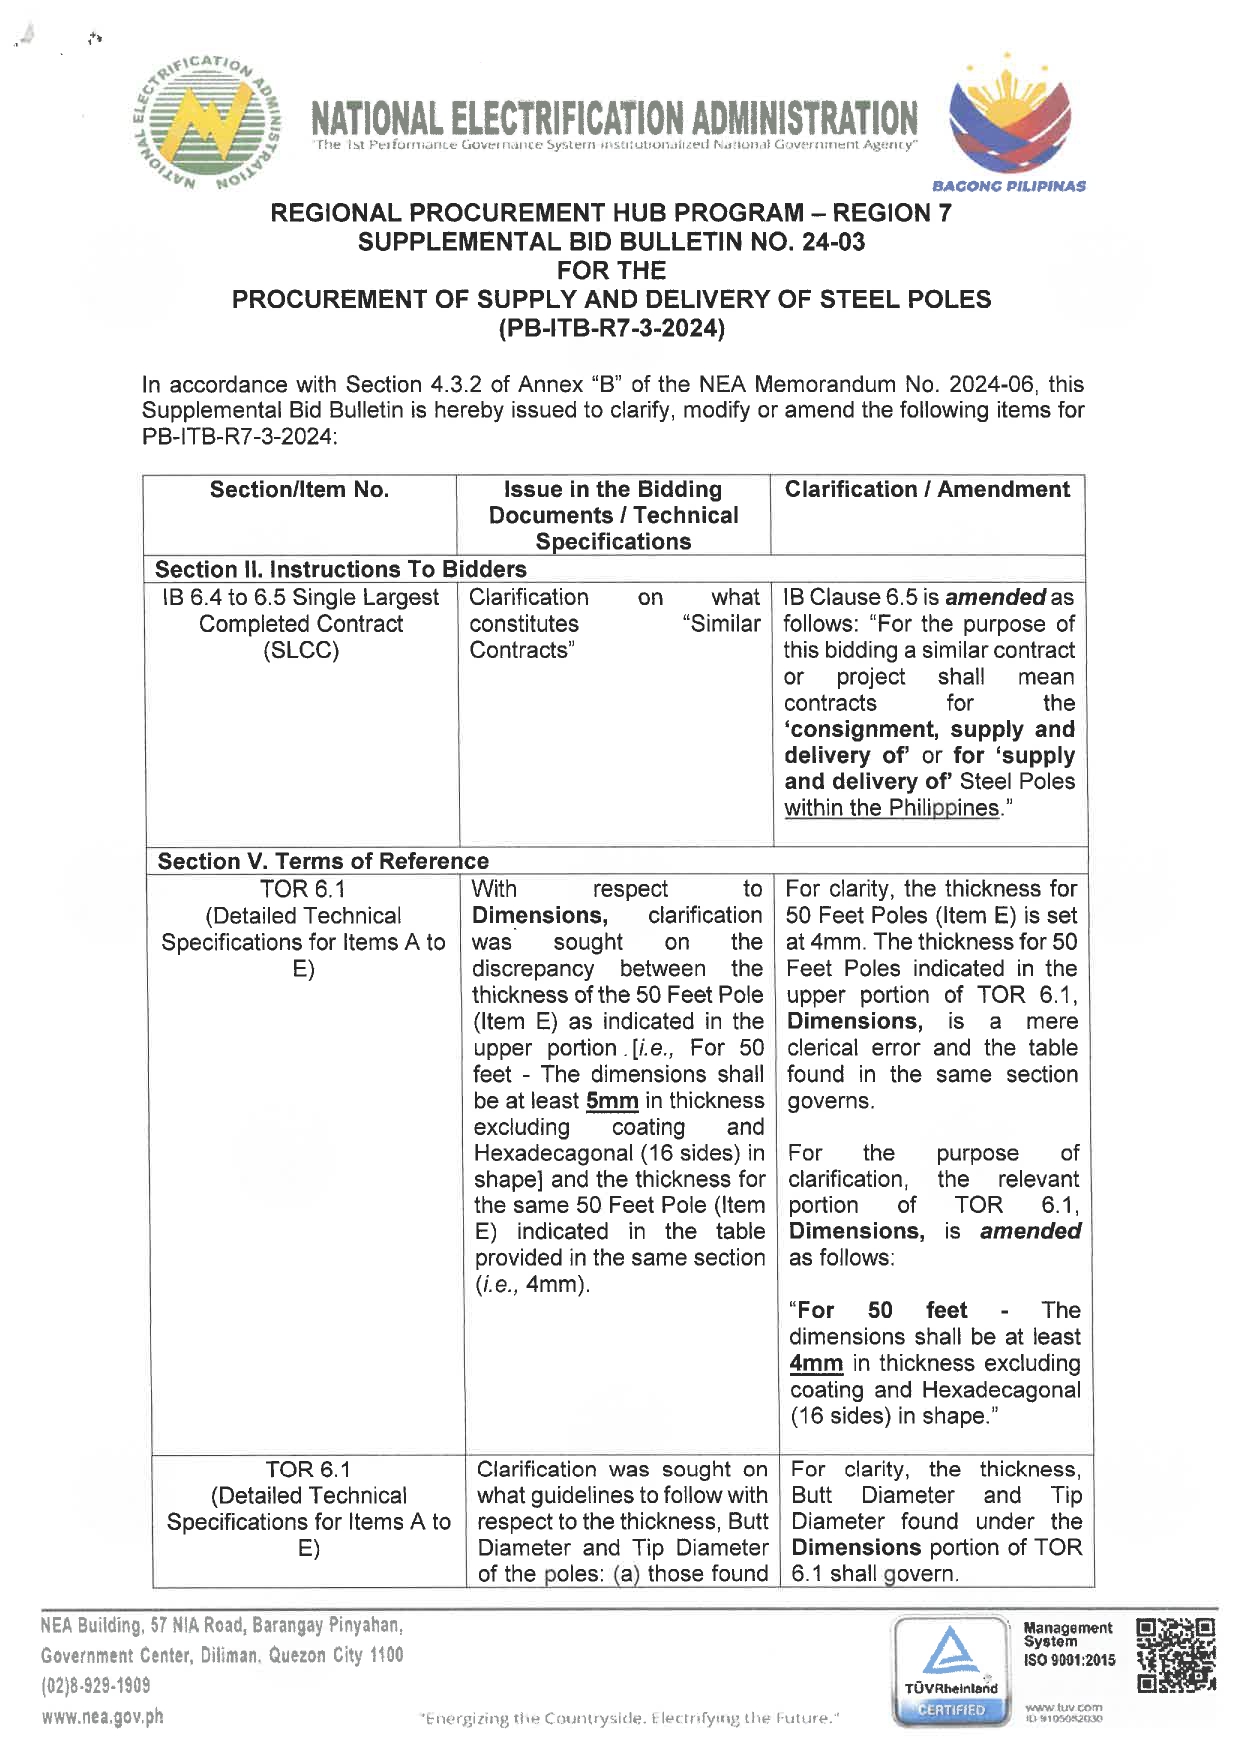 NATIONAL ELECTRIFICATION ADMINISTRATION
NATIONAL ELECTRIFICATION ADMINISTRATION
"The 1st Performance Governance System institutionalized National Government Agency"
BAGONG PILIPINAS
REGIONAL PROCUREMENT HUB PROGRAM – REGION 7
SUPPLEMENTAL BID BULLETIN NO. 24-03
FOR THE
PROCUREMENT OF SUPPLY AND DELIVERY OF STEEL POLES
(PB-ITB-R7-3-2024)
In accordance with Section 4.3.2 of Annex “B” of the NEA Memorandum No. 2024-06, this
Supplemental Bid Bulletin is hereby issued to clarify, modify or amend the following items for
PB-ITB-R7-3-2024:
Section/Item No.
Issue in the Bidding
Documents / Technical
Specifications
Clarification / Amendment
Section II. Instructions To Bidders
IB 6.4 to 6.5 Single Largest
Completed Contract
(SLCC)
Clarification on what
constitutes “Similar
Contracts”
IB Clause 6.5 is amended as
follows: “For the purpose of
this bidding a similar contract
or project shall mean
contracts for the
‘consignment, supply and
delivery of’ or for ‘supply
and delivery of’ Steel Poles
within the Philippines.”
Section V. Terms of Reference
TOR 6.1
(Detailed Technical
Specifications for Items A to
E)
With respect to
Dimensions, clarification
was sought on the
discrepancy between the
thickness of the 50 Feet Pole
(Item E) as indicated in the
upper portion [i.e., For 50
feet - The dimensions shall
be at least 5mm in thickness
excluding coating and
Hexadecagonal (16 sides) in
shape] and the thickness for
the same 50 Feet Pole (Item
E) indicated in the table
provided in the same section
(i.e., 4mm).
For clarity, the thickness for
50 Feet Poles (Item E) is set
at 4mm. The thickness for 50
Feet Poles indicated in the
upper portion of TOR 6.1,
Dimensions, is a mere
clerical error and the table
found in the same section
governs.
For the purpose of
clarification, the relevant
portion of TOR 6.1,
Dimensions, is amended
as follows:
“For 50 feet - The
dimensions shall be at least
4mm in thickness excluding
coating and Hexadecagonal
(16 sides) in shape.”
TOR 6.1
(Detailed Technical
Specifications for Items A to
E)
Clarification was sought on
what guidelines to follow with
respect to the thickness, Butt
Diameter and Tip Diameter
of the poles: (a) those found
For clarity, the thickness,
Butt Diameter and Tip
Diameter found under the
Dimensions portion of TOR
6.1 shall govern.
NEA Building, 57 NIA Road, Barangay Pinyahan,
Government Center, Diliman, Quezon City 1100
(02)8-929-1909
www.nea.gov.ph
"Energizing the Countryside. Electrifying the Future."
TÜVRheinland
CERTIFIED
Management
System
ISO 9001:2015
www.tuv.com
ID 9105082030